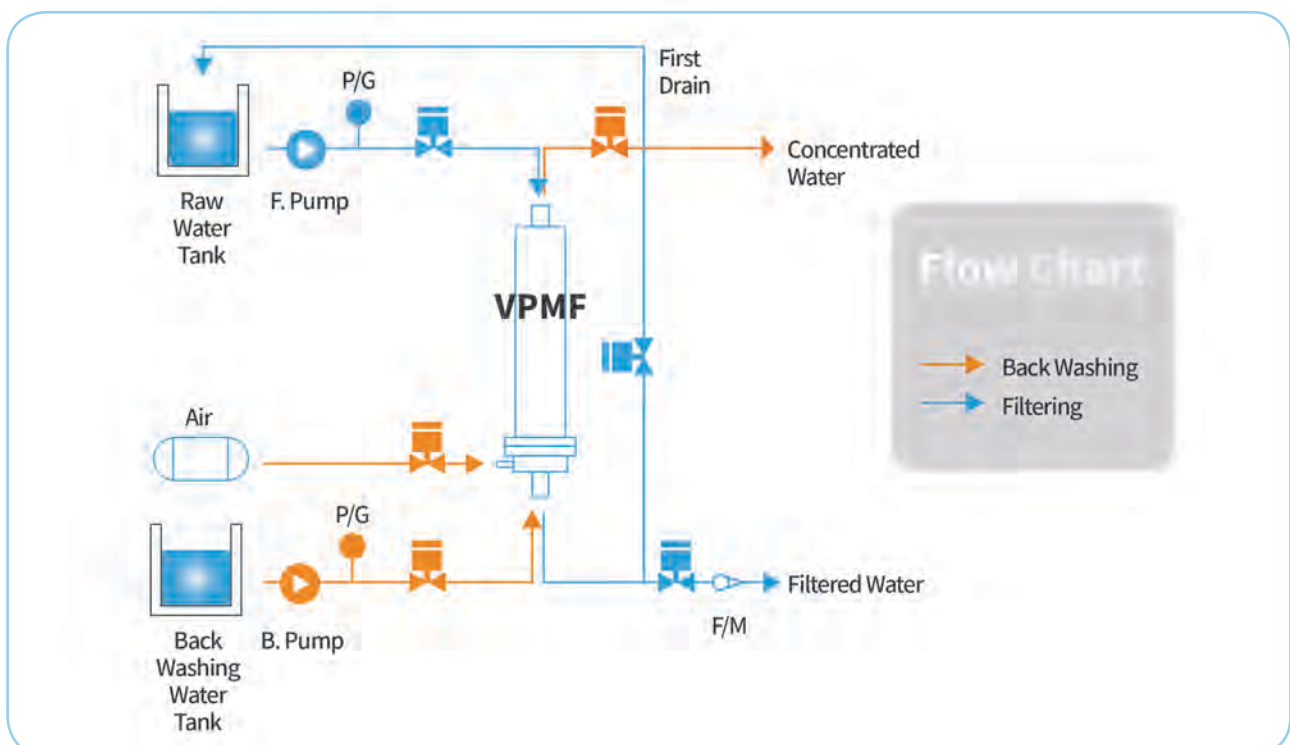 First
Drain
P/G
Concentrated
Water
Raw
Water
Tank
F. Pump
Flow Chart
VPMF
Back Washing
Filtering
Air
P/G
Filtered Water
F/M
Back
Washing
Water
Tank
B. Pump